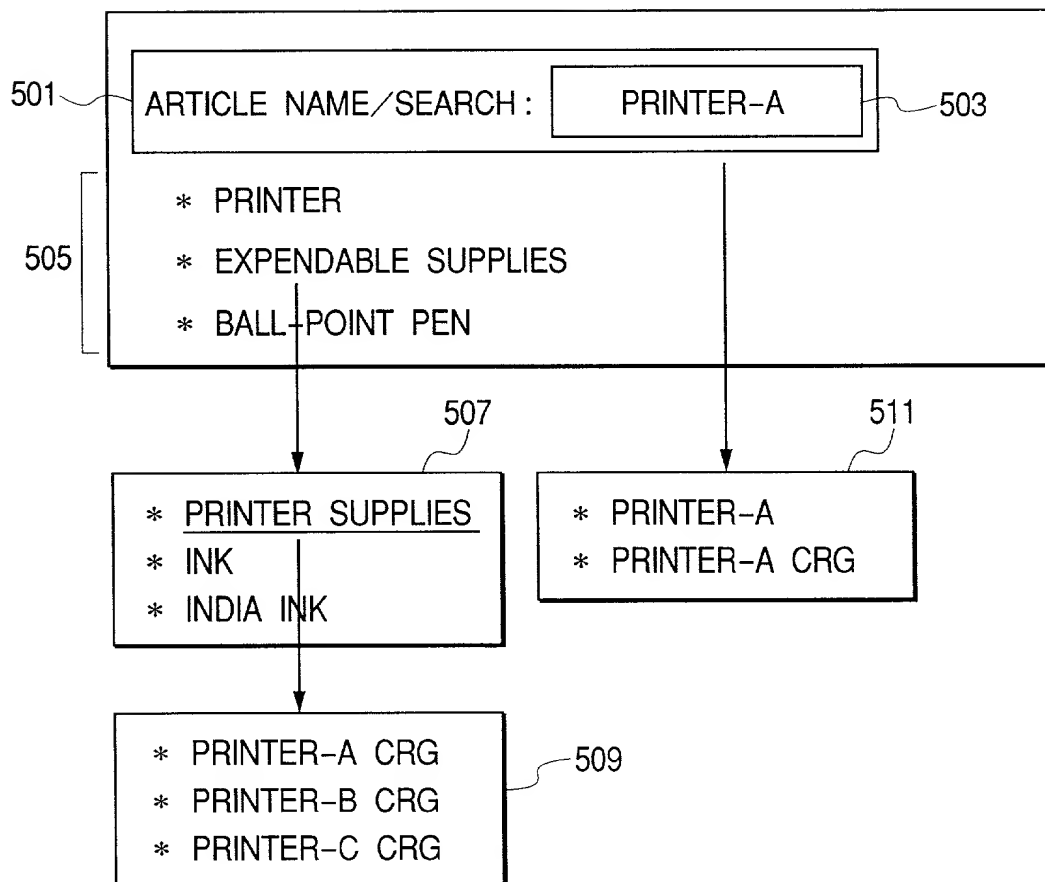 501 ARTICLE NAME/SEARCH: PRINTER-A 503
505
* PRINTER
* EXPENDABLE SUPPLIES
* BALL-POINT PEN
507
* PRINTER SUPPLIES
* INK
* INDIA INK
511
* PRINTER-A
* PRINTER-A CRG
509
* PRINTER-A CRG
* PRINTER-B CRG
* PRINTER-C CRG